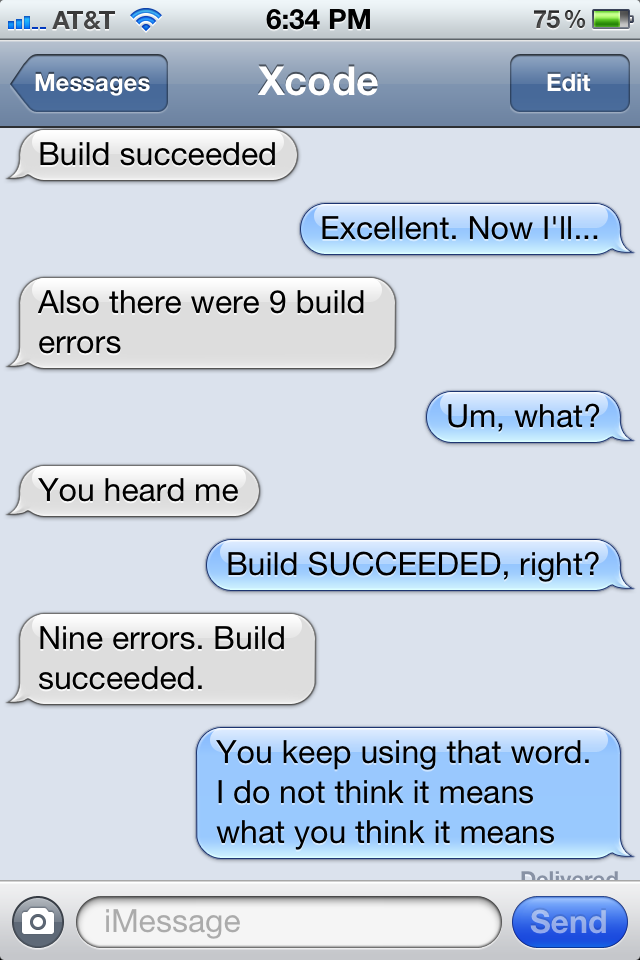 AT&T 6:34 PM 75%
Messages Xcode Edit
Build succeeded
Excellent. Now I'll...
Also there were 9 build
errors
Um, what?
You heard me
Build SUCCEEDED, right?
Nine errors. Build
succeeded.
You keep using that word.
I do not think it means
what you think it means
Delivered
iMessage Send